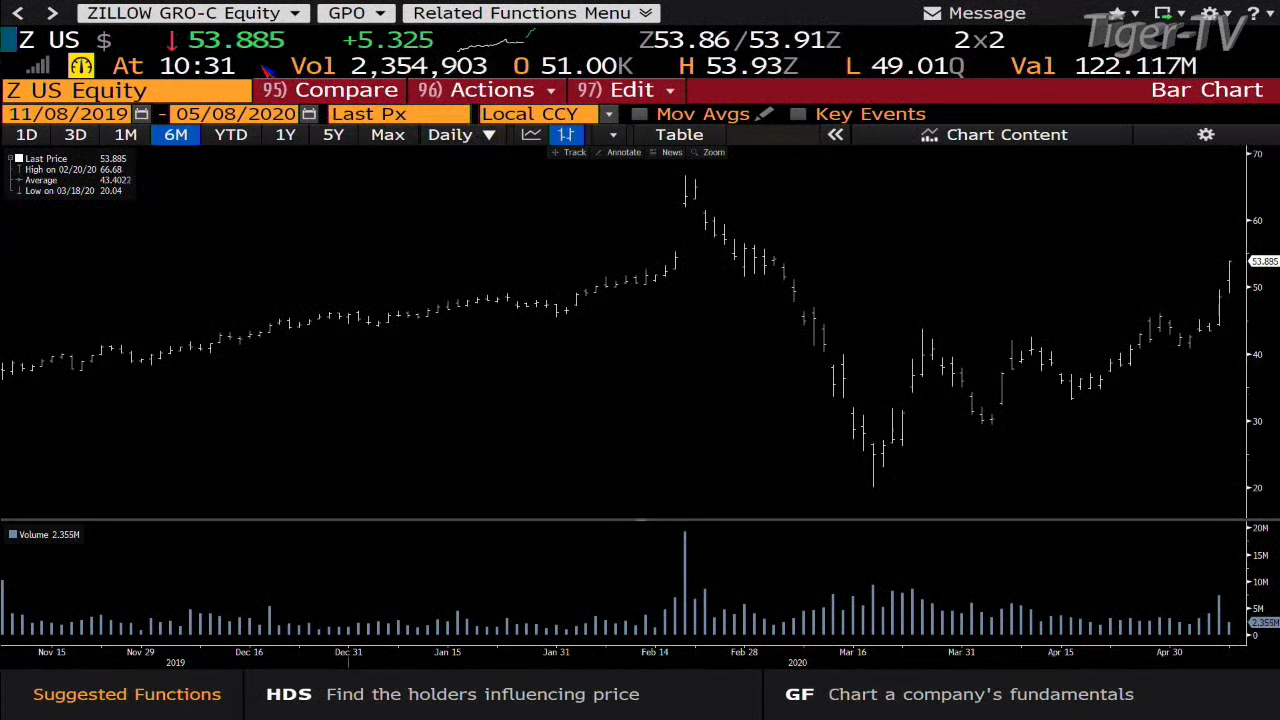 ZILLOW GRO-C Equity GPO Related Functions Menu Message ?
Tiger-TV
Z US $ 53.885 +5.325 Z53.86/53.91Z 2x2
At 10:31 Vol 2,354,903 O 51.00K H 53.93Z L 49.01Q Val 122.117M
Z US Equity 95) Compare 96) Actions 97) Edit Bar Chart
11/08/2019 - 05/08/2020 Last Px Local CCY Mov Avgs Key Events
1D 3D 1M 6M YTD 1Y 5Y Max Daily Table Chart Content
Track Annotate News Zoom
Last Price 53.885
High on 02/20/20 66.68
Average 43.4022
Low on 03/18/20 20.04
70
60
53.885
50
40
30
20
Volume 2.355M
20M
15M
10M
5M
2.355M
0
Nov 15 Nov 29 Dec 16 Dec 31 Jan 15 Jan 31 Feb 14 Feb 28 Mar 16 Mar 31 Apr 15 Apr 30
2019 2020
Suggested Functions HDS Find the holders influencing price GF Chart a company's fundamentals